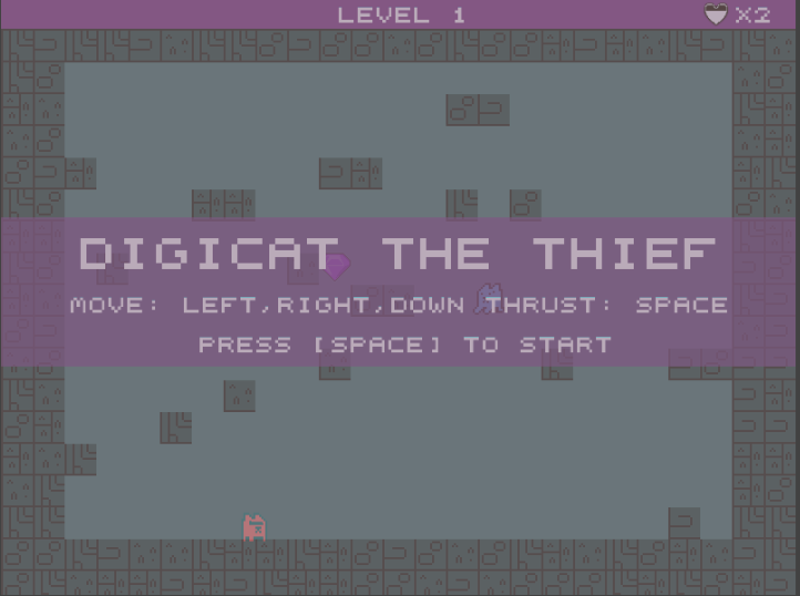 LEVEL 1
X2
DIGICAT THE THIEF
MOVE: LEFT,RIGHT,DOWN THRUST: SPACE
PRESS [SPACE] TO START